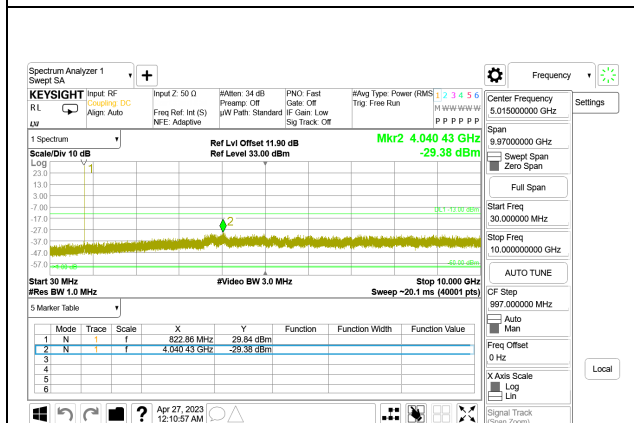 Spectrum Analyzer 1
Swept SA
Frequency
KEYSIGHT
RL
Input: RF
Coupling: DC
Align: Auto
Input Z: 50 Ω
Freq Ref: Int (S)
NFE: Adaptive
#Atten: 34 dB
Preamp: Off
µW Path: Standard
PNO: Fast
Gate: Off
IF Gain: Low
Sig Track: Off
#Avg Type: Power (RMS
Trig: Free Run
1 2 3 4 5 6
M W W W W W
P P P P P P
Center Frequency
5.015000000 GHz
Settings
Span
9.97000000 GHz
Swept Span
Zero Span
Full Span
Start Freq
30.000000 MHz
Stop Freq
10.000000000 GHz
AUTO TUNE
CF Step
997.000000 MHz
Auto
Man
Freq Offset
0 Hz
X Axis Scale
Log
Lin
Signal Track
(Span Zoom)
Local
1 Spectrum
Scale/Div 10 dB
Ref Lvl Offset 11.90 dB
Ref Level 33.00 dBm
Mkr2 4.040 43 GHz
-29.38 dBm
Log
23.0
13.0
3.00
-7.00
-17.0
-27.0
-37.0
-47.0
-57.0
1
2
DL1 -13.00 dBm
Start 30 MHz
#Res BW 1.0 MHz
#Video BW 3.0 MHz
Stop 10.000 GHz
Sweep ~20.1 ms (40001 pts)
5 Marker Table
Mode Trace Scale X Y Function Function Width Function Value
1 N 1 f 822.86 MHz 29.84 dBm
2 N 1 f 4.040 43 GHz -29.38 dBm
3
4
5
6
?
Apr 27, 2023
12:10:57 AM